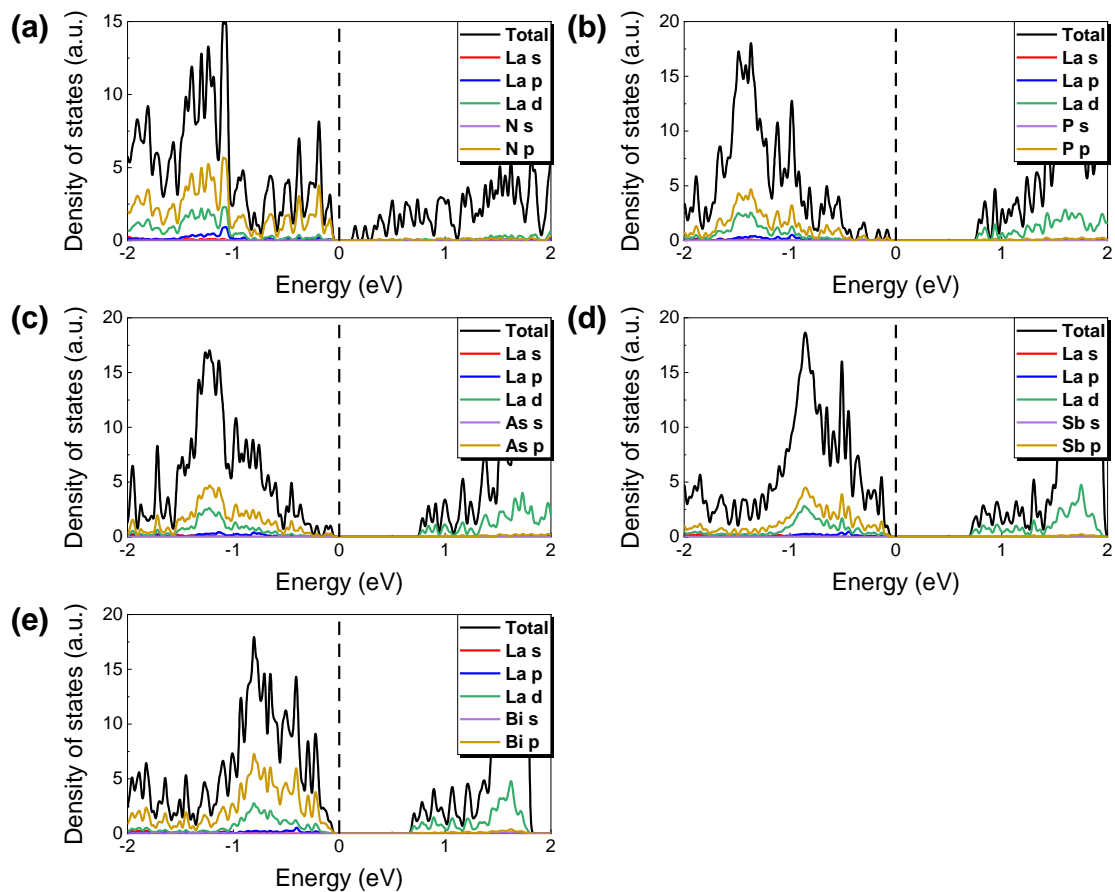 (a)
Density of states (a.u.)
15
10
5
0
-2
-1
0
1
2
Energy (eV)
Total
La s
La p
La d
N s
N p
(b)
Density of states (a.u.)
20
15
10
5
0
-2
-1
0
1
2
Energy (eV)
Total
La s
La p
La d
P s
P p
(c)
Density of states (a.u.)
20
15
10
5
0
-2
-1
0
1
2
Energy (eV)
Total
La s
La p
La d
As s
As p
(d)
Density of states (a.u.)
20
15
10
5
0
-2
-1
0
1
2
Energy (eV)
Total
La s
La p
La d
Sb s
Sb p
(e)
Density of states (a.u.)
20
15
10
5
0
-2
-1
0
1
2
Energy (eV)
Total
La s
La p
La d
Bi s
Bi p